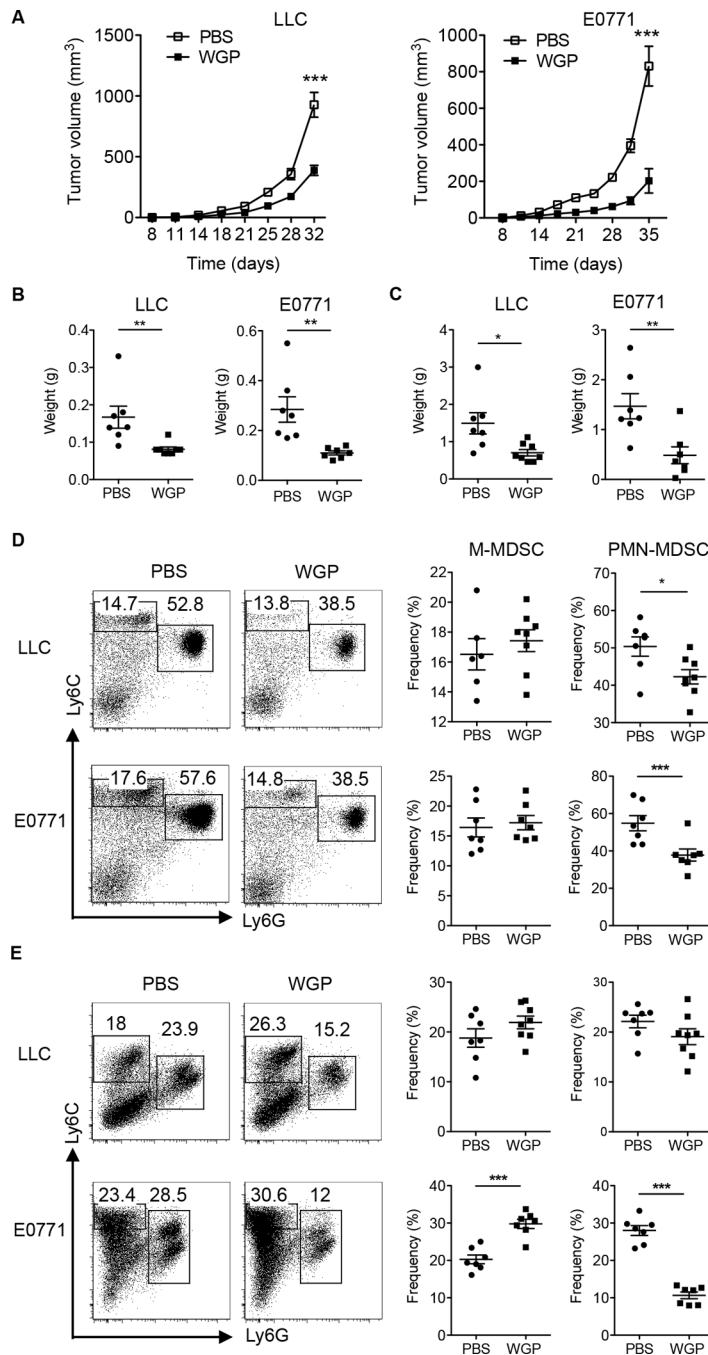 A
LLC
E0771
PBS
WGP
***
PBS
WGP
***
Tumor volume (mm3)
1000
500
0
8 11 14 18 21 25 28 32
Time (days)
Tumor volume (mm3)
1000
800
600
400
200
0
8 14 21 28 35
Time (days)
B
LLC
E0771
Weight (g)
0.4
0.3
0.2
0.1
0.0
**
PBS WGP
Weight (g)
0.6
0.4
0.2
0.0
**
PBS WGP
C
LLC
E0771
Weight (g)
4
3
2
1
0
*
PBS WGP
Weight (g)
3
2
1
0
**
PBS WGP
D
PBS
WGP
M-MDSC
PMN-MDSC
LLC
14.7 52.8
13.8 38.5
Frequency (%)
22
20
18
16
14
12
PBS WGP
Frequency (%)
60
50
40
30
*
PBS WGP
E0771
17.6 57.6
14.8 38.5
Ly6C
Ly6G
Frequency (%)
25
20
15
10
5
0
PBS WGP
Frequency (%)
80
60
40
20
0
***
PBS WGP
E
PBS
WGP
LLC
18 23.9
26.3 15.2
Frequency (%)
30
20
10
0
PBS WGP
Frequency (%)
30
20
30
0
PBS WGP
E0771
23.4 28.5
30.6 12
Ly6C
Ly6G
Frequency (%)
40
30
20
10
0
***
PBS WGP
Frequency (%)
40
30
20
10
0
***
PBS WGP